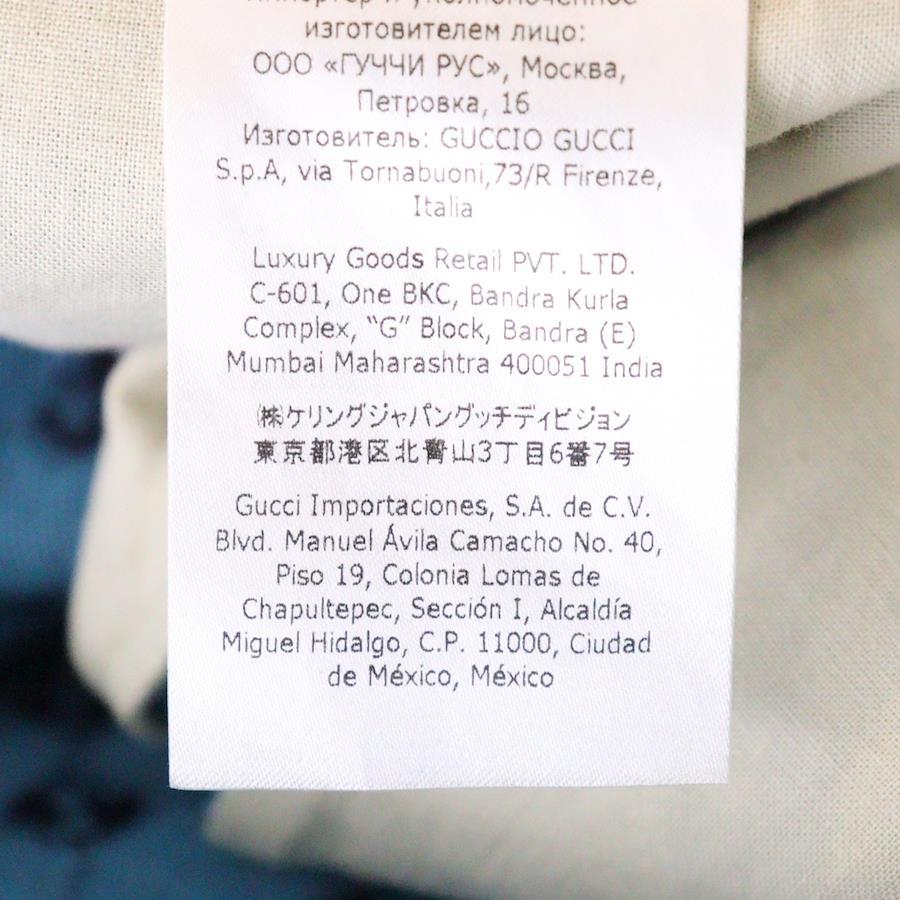 Импортёр и уполномоченное
изготовителем лицо:
ООО «ГУЧЧИ РУС», Москва,
Петровка, 16
Изготовитель: GUCCIO GUCCI
S.p.A, via Tornabuoni,73/R Firenze,
Italia
Luxury Goods Retail PVT. LTD.
C-601, One BKC, Bandra Kurla
Complex, “G” Block, Bandra (E)
Mumbai Maharashtra 400051 India
㈱ケリングジャパングッチディビジョン
東京都港区北青山3丁目6番7号
Gucci Importaciones, S.A. de C.V.
Blvd. Manuel Ávila Camacho No. 40,
Piso 19, Colonia Lomas de
Chapultepec, Sección I, Alcaldía
Miguel Hidalgo, C.P. 11000, Ciudad
de México, México